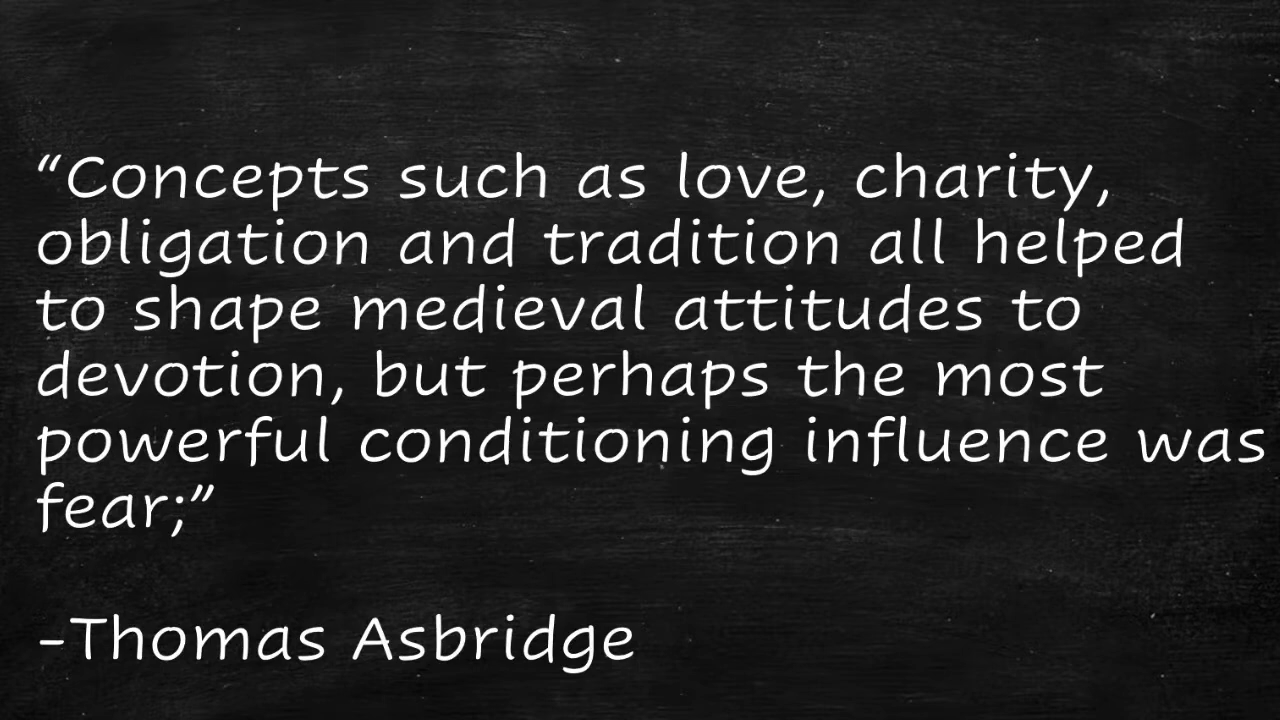 “Concepts such as love, charity,
obligation and tradition all helped
to shape medieval attitudes to
devotion, but perhaps the most
powerful conditioning influence was
fear;”
-Thomas Asbridge